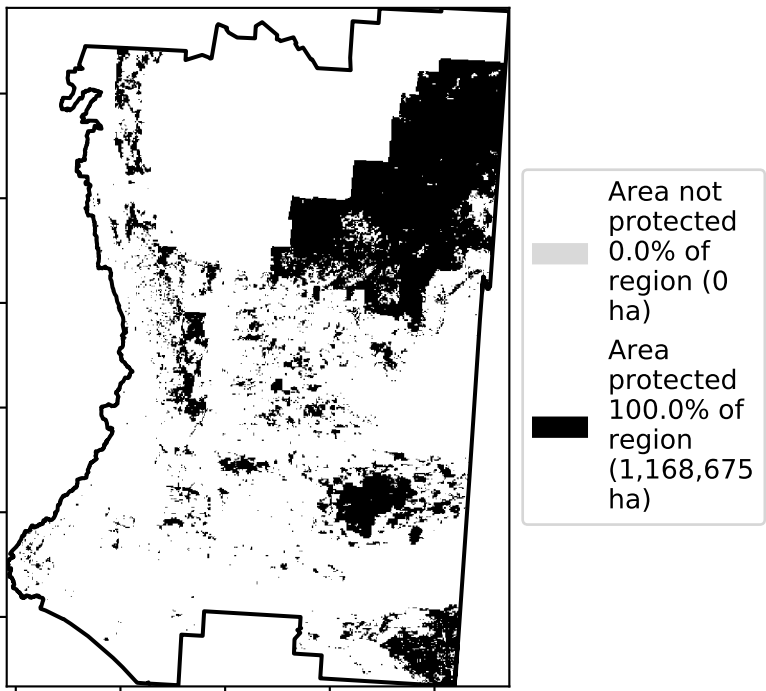 Area not
protected
0.0% of
region (0
ha)
Area
protected
100.0% of
region
(1,168,675
ha)